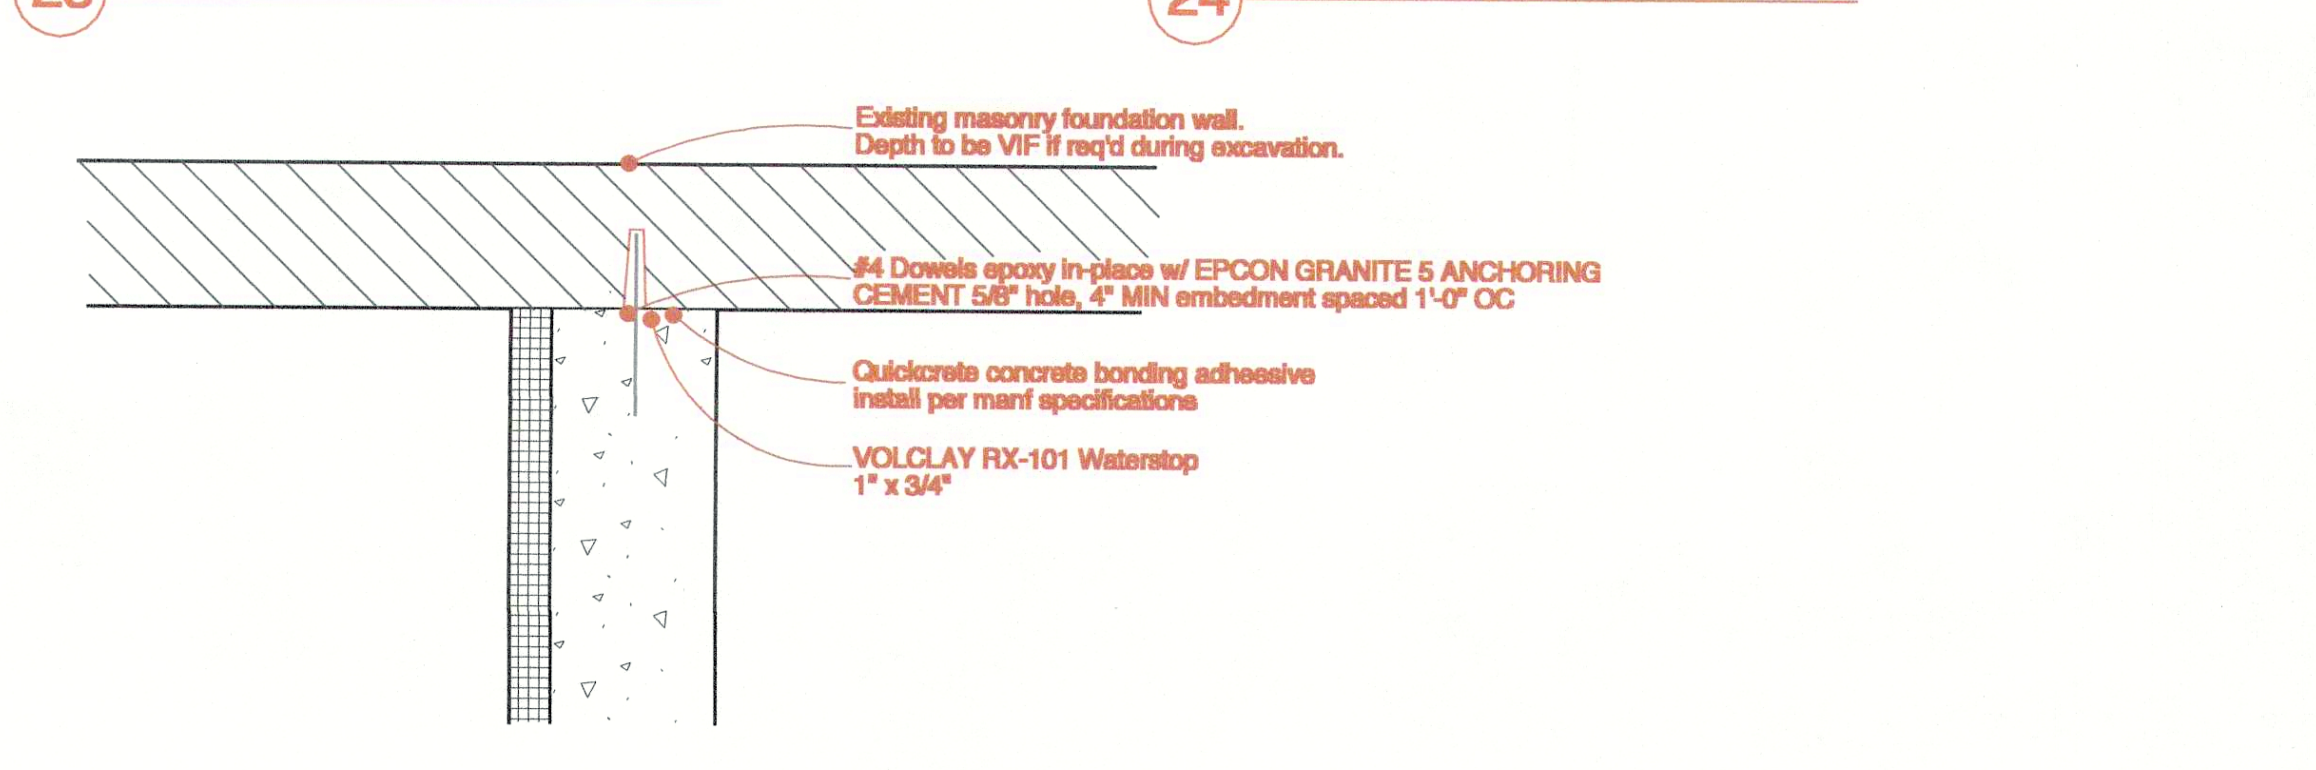 24
Existing masonry foundation wall.
Depth to be VIF if req'd during excavation.
#4 Dowels epoxy in-place w/ EPCON GRANITE 5 ANCHORING
CEMENT 5/8" hole, 4" MIN embedment spaced 1'-0" OC
Quickcrete concrete bonding adheesive
install per manf specifications
VOLCLAY RX-101 Waterstop
1" x 3/4"